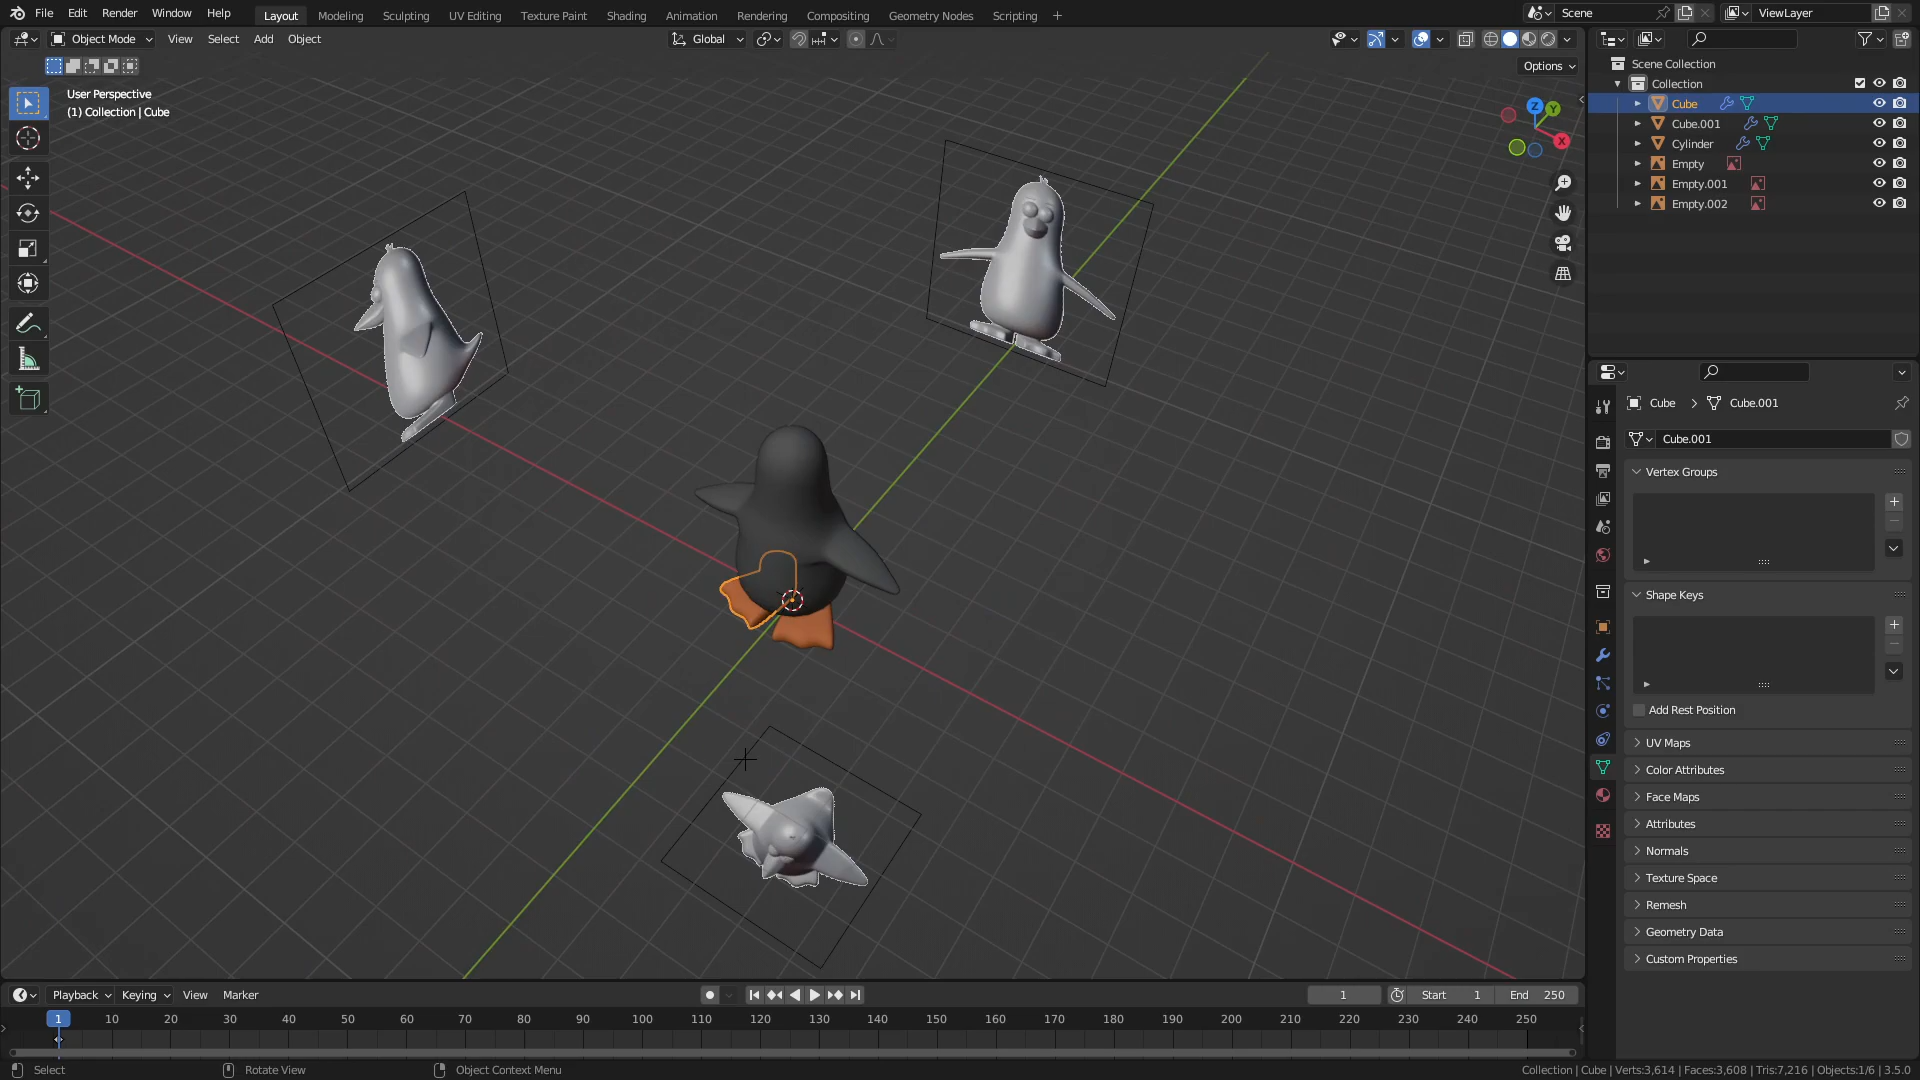 File Edit Render Window Help Layout Modeling Sculpting UV Editing Texture Paint Shading Animation Rendering Compositing Geometry Nodes Scripting + Scene ViewLayer
Object Mode View Select Add Object Global
Options
User Perspective
(1) Collection | Cube
Z Y
X
Scene Collection
Collection
Cube
Cube.001
Cylinder
Empty
Empty.001
Empty.002
Cube > Cube.001
Cube.001
Vertex Groups
Shape Keys
Add Rest Position
UV Maps
Color Attributes
Face Maps
Attributes
Normals
Texture Space
Remesh
Geometry Data
Custom Properties
Playback Keying View Marker 1 Start 1 End 250
1 10 20 30 40 50 60 70 80 90 100 110 120 130 140 150 160 170 180 190 200 210 220 230 240 250
Select Rotate View Object Context Menu Collection | Cube | Verts:3,614 | Faces:3,608 | Tris:7,216 | Objects:1/6 | 3.5.0